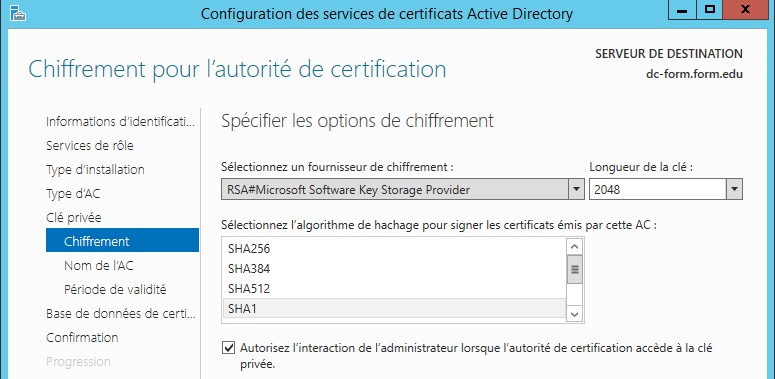 Configuration des services de certificats Active Directory
Chiffrement pour l'autorité de certification
SERVEUR DE DESTINATION
dc-form.form.edu
Informations d'identificati...
Services de rôle
Type d'installation
Type d'AC
Clé privée
Chiffrement
Nom de l'AC
Période de validité
Base de données de certi...
Confirmation
Progression
Spécifier les options de chiffrement
Sélectionnez un fournisseur de chiffrement :
Longueur de la clé :
RSA#Microsoft Software Key Storage Provider
2048
Sélectionnez l'algorithme de hachage pour signer les certificats émis par cette AC :
SHA256
SHA384
SHA512
SHA1
Autorisez l'interaction de l'administrateur lorsque l'autorité de certification accède à la clé
privée.